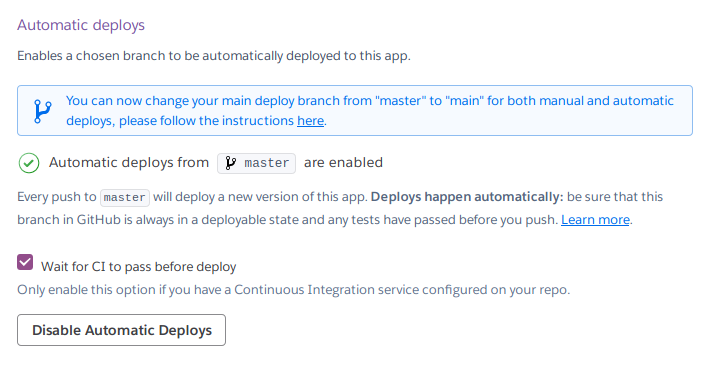 Automatic deploys
Enables a chosen branch to be automatically deployed to this app.
You can now change your main deploy branch from "master" to "main" for both manual and automatic
deploys, please follow the instructions here.
Automatic deploys from master are enabled
Every push to master will deploy a new version of this app. Deploys happen automatically: be sure that this
branch in GitHub is always in a deployable state and any tests have passed before you push. Learn more.
Wait for CI to pass before deploy
Only enable this option if you have a Continuous Integration service configured on your repo.
Disable Automatic Deploys